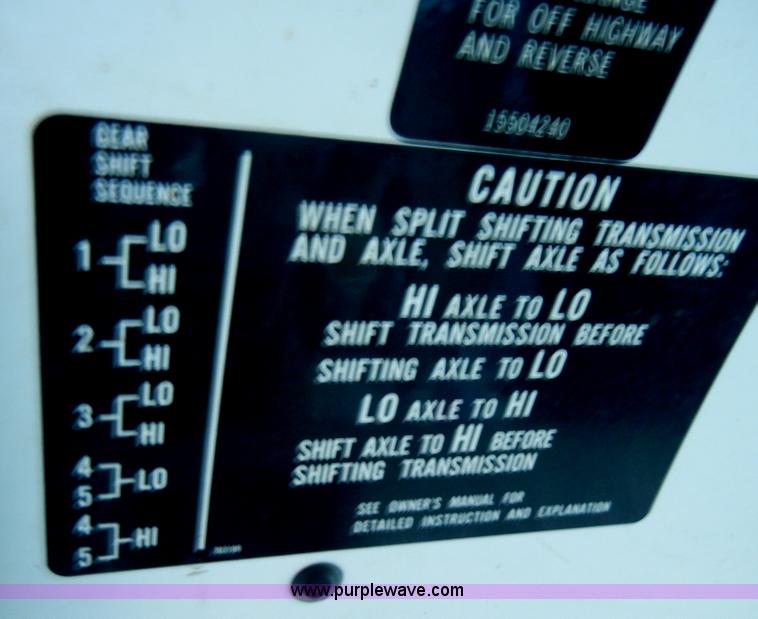 FOR OFF HIGHWAY
AND REVERSE
15504240
GEAR
SHIFT
SEQUENCE
1 LO
HI
2 LO
HI
3 LO
HI
4
5 LO
4
5 HI
CAUTION
WHEN SPLIT SHIFTING TRANSMISSION
AND AXLE, SHIFT AXLE AS FOLLOWS:
HI AXLE TO LO
SHIFT TRANSMISSION BEFORE
SHIFTING AXLE TO LO
LO AXLE TO HI
SHIFT AXLE TO HI BEFORE
SHIFTING TRANSMISSION
SEE OWNER'S MANUAL FOR
DETAILED INSTRUCTION AND EXPLANATION
www.purplewave.com